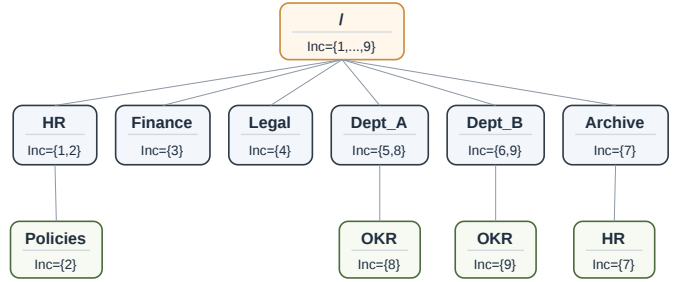 /
Inc={1,...,9}
HR
Inc={1,2}
Finance
Inc={3}
Legal
Inc={4}
Dept_A
Inc={5,8}
Dept_B
Inc={6,9}
Archive
Inc={7}
Policies
Inc={2}
OKR
Inc={8}
OKR
Inc={9}
HR
Inc={7}